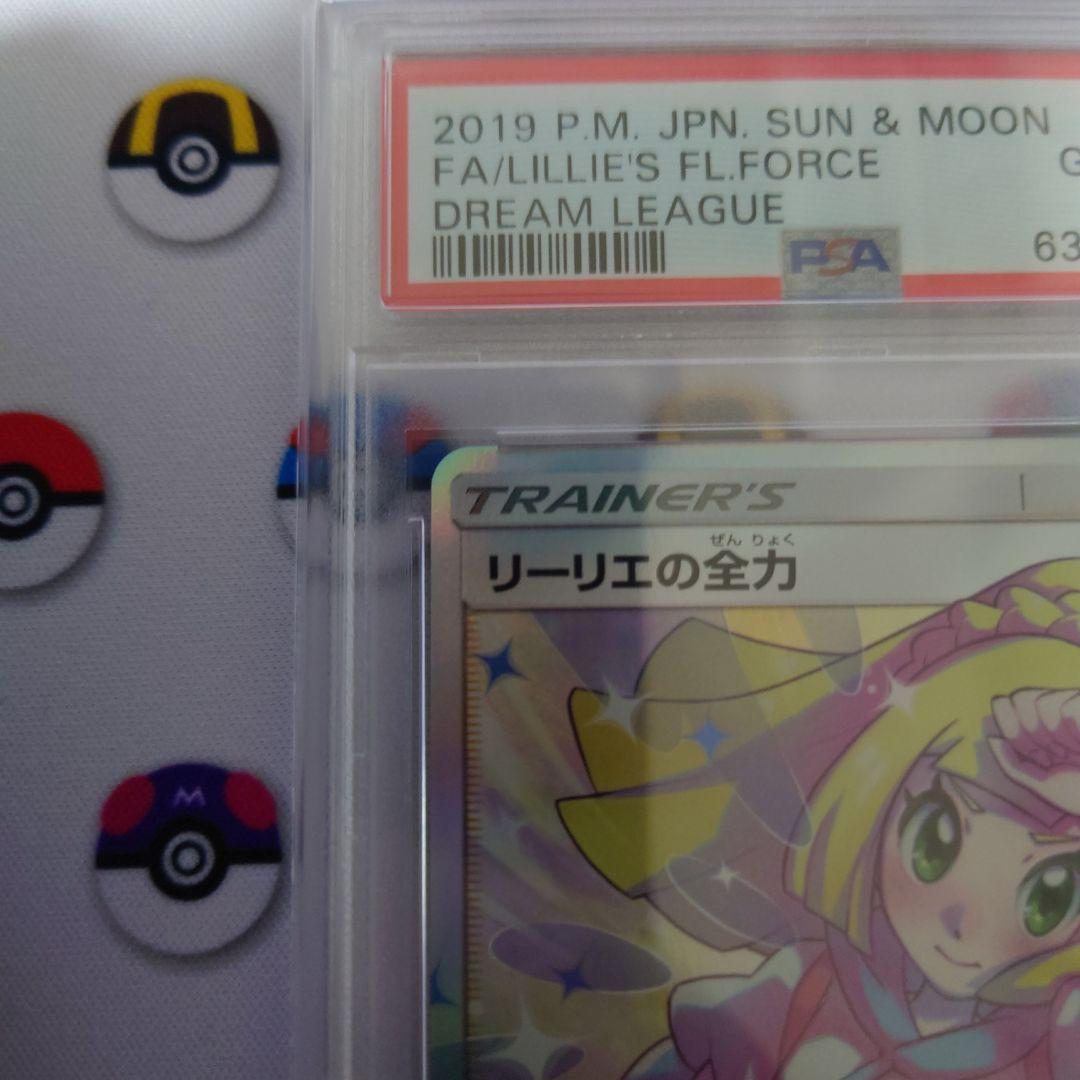 2019 P.M. JPN. SUN & MOON
FA/LILLIE'S FL.FORCE G
DREAM LEAGUE
PSA 63
TRAINER'S
ぜん りょく
リーリエの全力
M